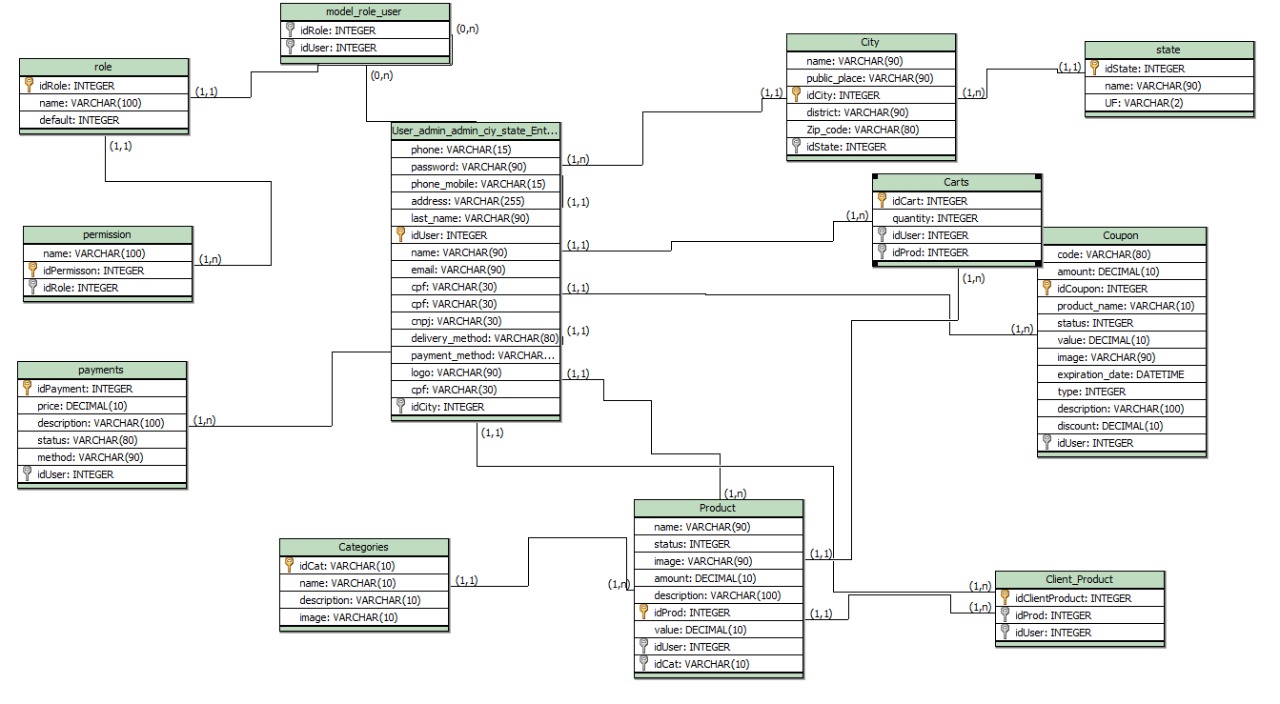 model_role_user
idRole: INTEGER
idUser: INTEGER
(0,n)
(0,n)
role
idRole: INTEGER
name: VARCHAR(100)
default: INTEGER
(1,1)
(1,1)
permission
name: VARCHAR(100)
idPermisson: INTEGER
idRole: INTEGER
(1,n)
payments
idPayment: INTEGER
price: DECIMAL(10)
description: VARCHAR(100)
status: VARCHAR(80)
method: VARCHAR(90)
idUser: INTEGER
(1,n)
User_admin_admin_ciy_state_Ent...
phone: VARCHAR(15)
password: VARCHAR(90)
phone_mobile: VARCHAR(15)
address: VARCHAR(255)
last_name: VARCHAR(90)
idUser: INTEGER
name: VARCHAR(90)
email: VARCHAR(90)
cpf: VARCHAR(30)
cpf: VARCHAR(30)
cnpj: VARCHAR(30)
delivery_method: VARCHAR(80)
payment_method: VARCHAR...
logo: VARCHAR(90)
cpf: VARCHAR(30)
idCity: INTEGER
(1,n)
(1,1)
(1,1)
(1,1)
(1,1)
(1,1)
(1,1)
City
name: VARCHAR(90)
public_place: VARCHAR(90)
idCity: INTEGER
district: VARCHAR(90)
Zip_code: VARCHAR(80)
idState: INTEGER
(1,1)
(1,n)
state
idState: INTEGER
name: VARCHAR(90)
UF: VARCHAR(2)
(1,1)
Carts
idCart: INTEGER
quantity: INTEGER
idUser: INTEGER
idProd: INTEGER
(1,n)
(1,n)
Coupon
code: VARCHAR(80)
amount: DECIMAL(10)
idCoupon: INTEGER
product_name: VARCHAR(10)
status: INTEGER
value: DECIMAL(10)
image: VARCHAR(90)
expiration_date: DATETIME
type: INTEGER
description: VARCHAR(100)
discount: DECIMAL(10)
idUser: INTEGER
(1,n)
Categories
idCat: VARCHAR(10)
name: VARCHAR(10)
description: VARCHAR(10)
image: VARCHAR(10)
(1,1)
(1,n)
Product
name: VARCHAR(90)
status: INTEGER
image: VARCHAR(90)
amount: DECIMAL(10)
description: VARCHAR(100)
idProd: INTEGER
value: DECIMAL(10)
idUser: INTEGER
idCat: VARCHAR(10)
(1,n)
(1,1)
(1,1)
Client_Product
idClientProduct: INTEGER
idProd: INTEGER
idUser: INTEGER
(1,n)
(1,n)